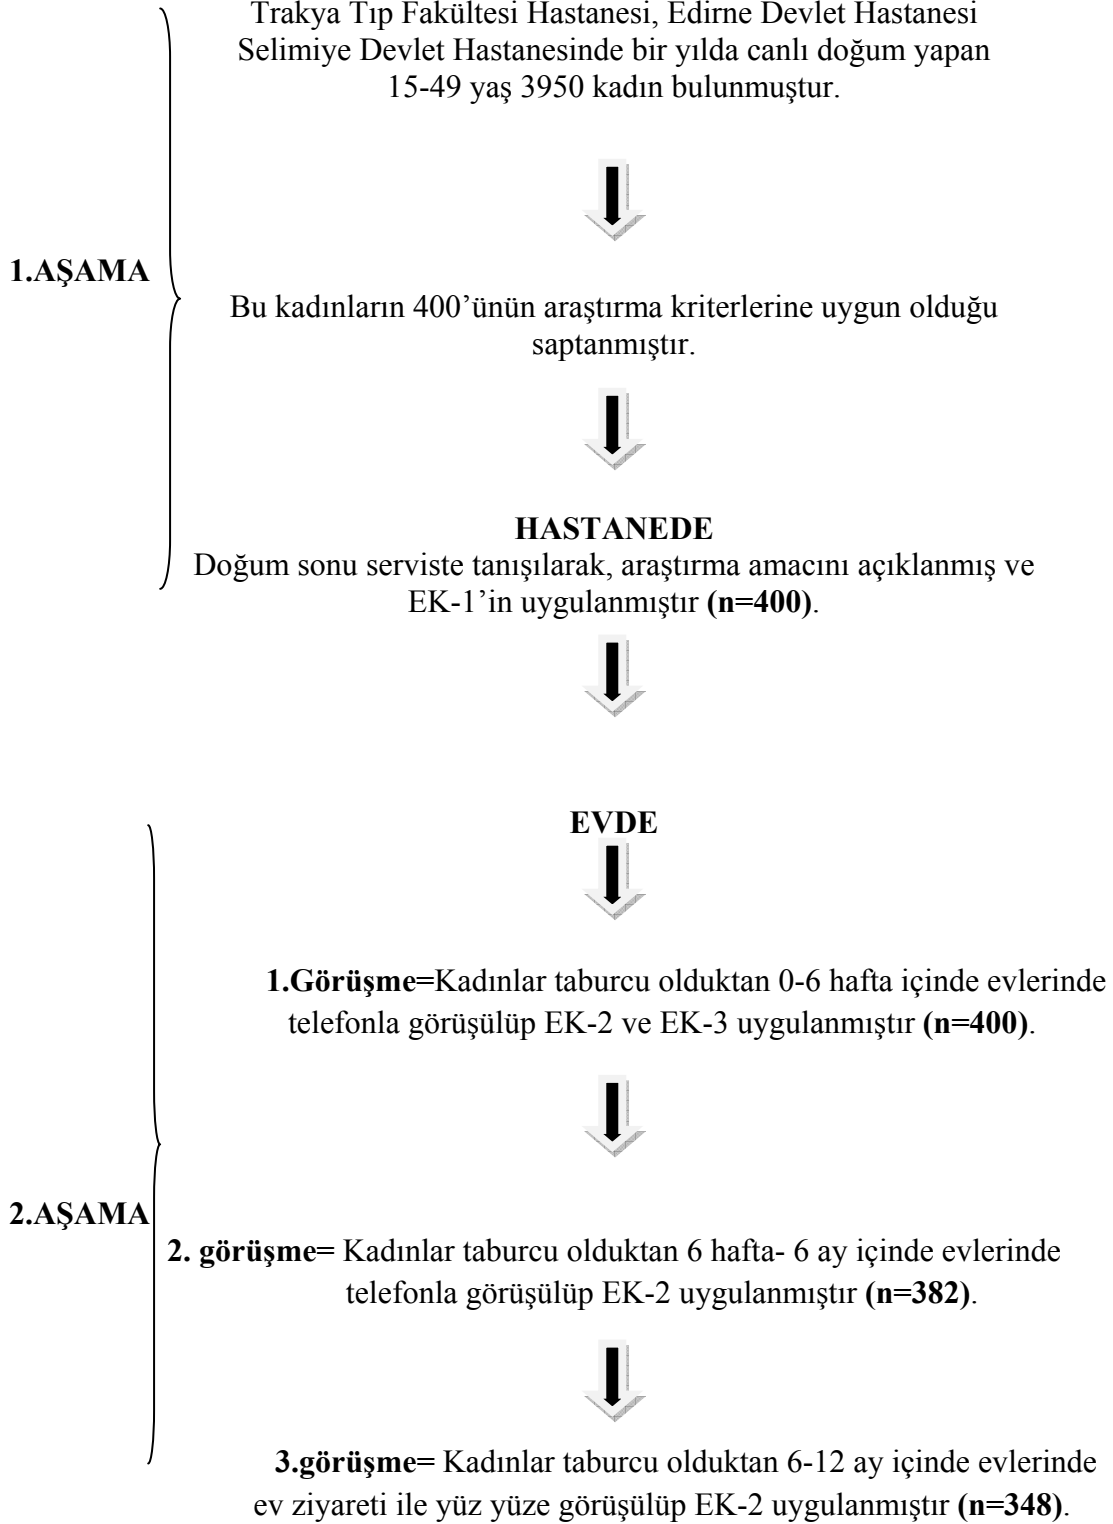 Trakya Tıp Fakültesi Hastanesi, Edirne Devlet Hastanesi
Selimiye Devlet Hastanesinde bir yılda canlı doğum yapan
15-49 yaş 3950 kadın bulunmuştur.
1.AŞAMA
Bu kadınların 400’ünün araştırma kriterlerine uygun olduğu
saptanmıştır.
HASTANEDE
Doğum sonu serviste tanışılarak, araştırma amacını açıklanmış ve
EK-1’in uygulanmıştır (n=400).
EVDE
1.Görüşme=Kadınlar taburcu olduktan 0-6 hafta içinde evlerinde
telefonla görüşülüp EK-2 ve EK-3 uygulanmıştır (n=400).
2.AŞAMA
2. görüşme= Kadınlar taburcu olduktan 6 hafta- 6 ay içinde evlerinde
telefonla görüşülüp EK-2 uygulanmıştır (n=382).
3.görüşme= Kadınlar taburcu olduktan 6-12 ay içinde evlerinde
ev ziyareti ile yüz yüze görüşülüp EK-2 uygulanmıştır (n=348).